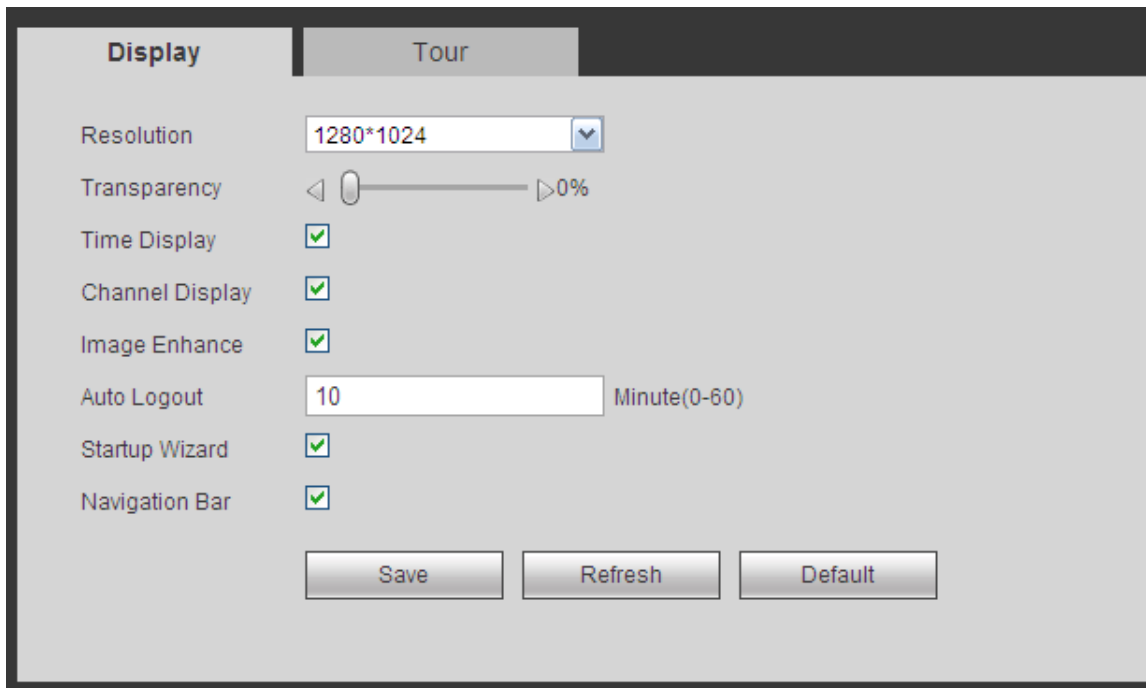 Display Tour
Resolution 1280*1024
Transparency 0%
Time Display
Channel Display
Image Enhance
Auto Logout 10 Minute(0-60)
Startup Wizard
Navigation Bar
Save Refresh Default